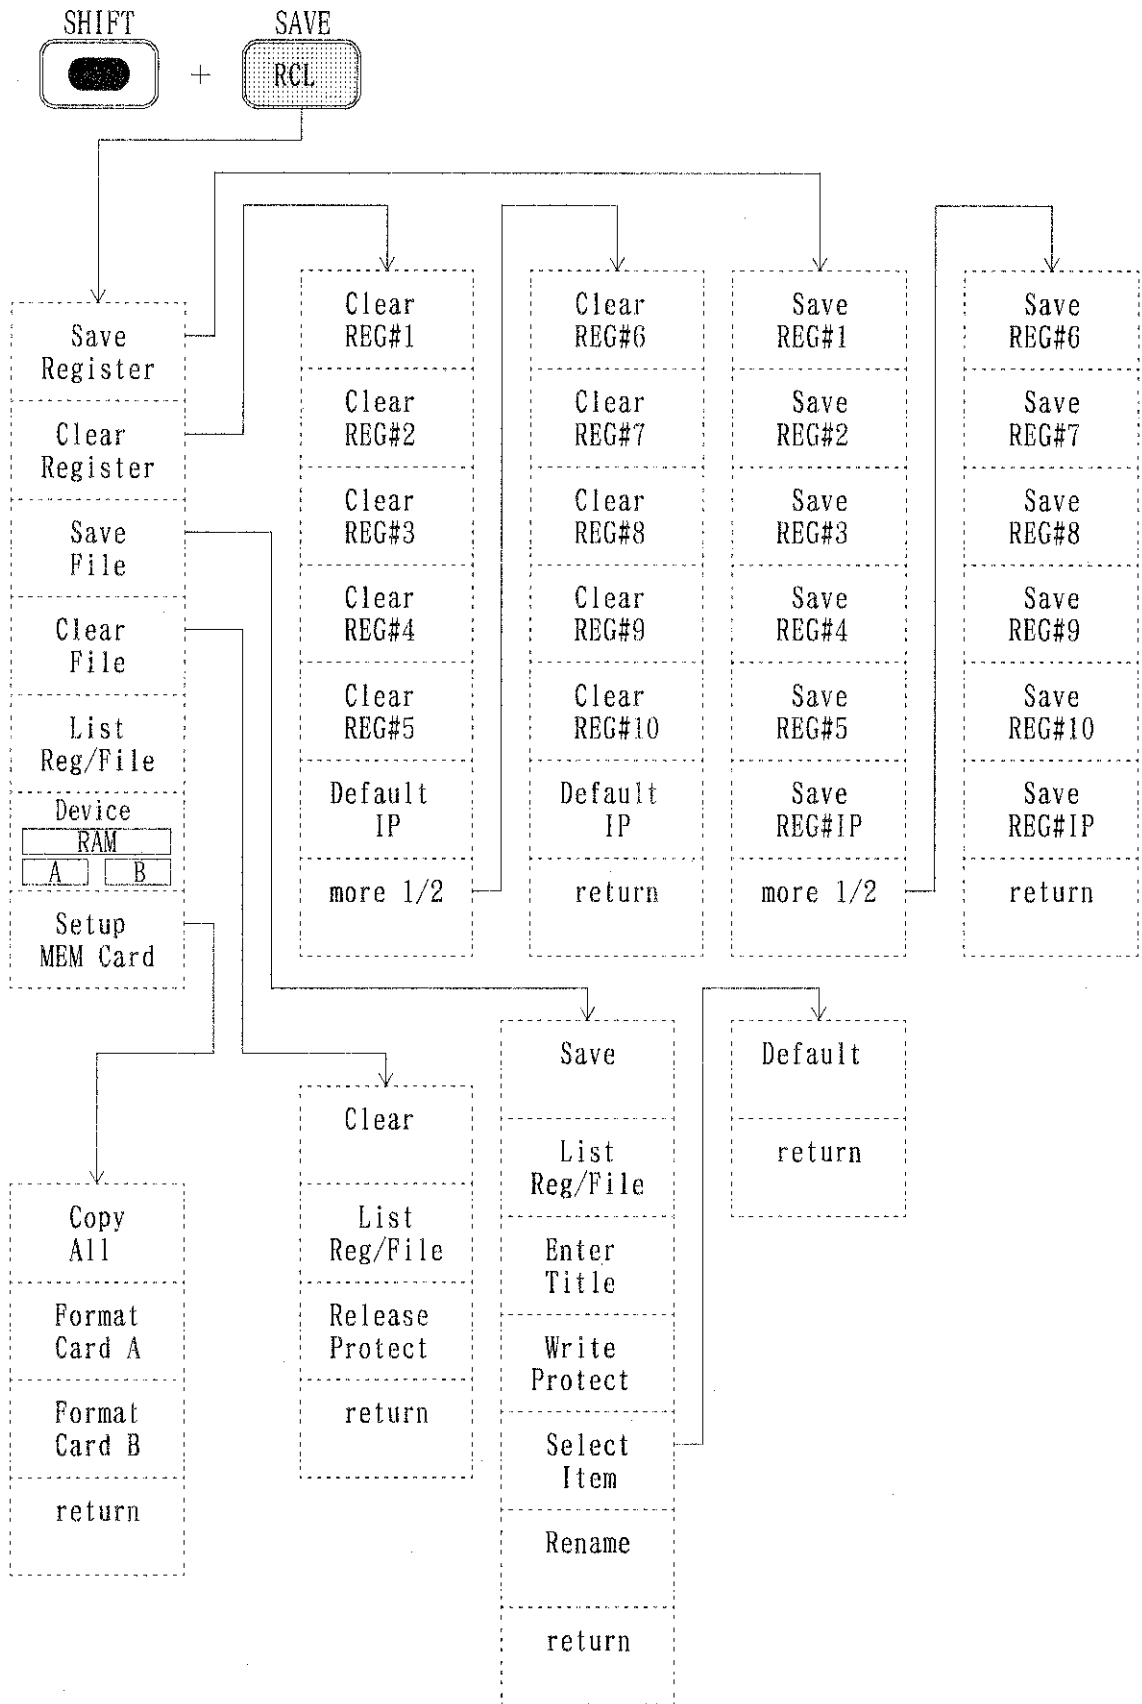 SHIFT
SAVE
+
RCL
Save
Register
Clear
Register
Save
File
Clear
File
List
Reg/File
Device
RAM
A B
Setup
MEM Card
Clear
REG#1
Clear
REG#2
Clear
REG#3
Clear
REG#4
Clear
REG#5
Default
IP
more 1/2
Clear
REG#6
Clear
REG#7
Clear
REG#8
Clear
REG#9
Clear
REG#10
Default
IP
return
Save
REG#1
Save
REG#2
Save
REG#3
Save
REG#4
Save
REG#5
Save
REG#IP
more 1/2
Save
REG#6
Save
REG#7
Save
REG#8
Save
REG#9
Save
REG#10
Save
REG#IP
return
Copy
All
Format
Card A
Format
Card B
return
Clear
List
Reg/File
Release
Protect
return
Save
List
Reg/File
Enter
Title
Write
Protect
Select
Item
Rename
return
Default
return